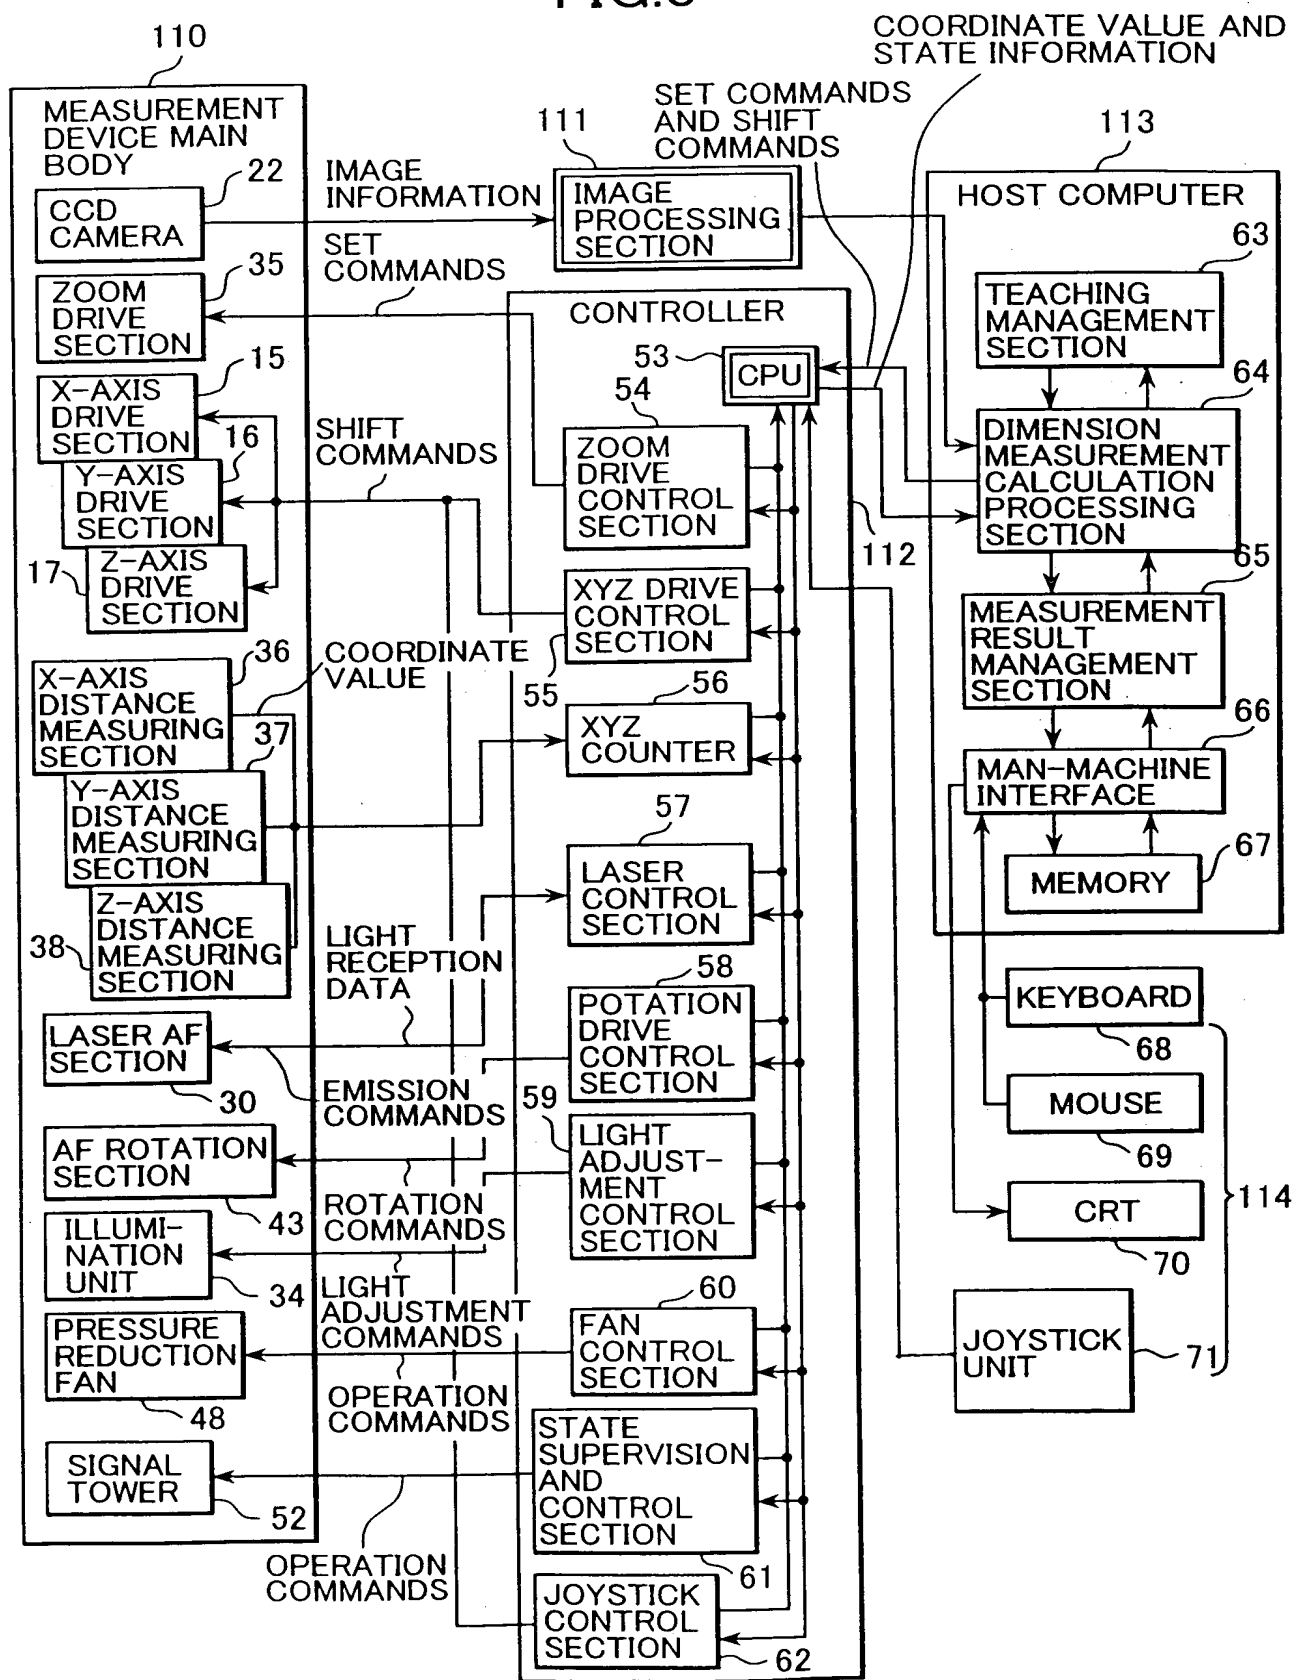 110
MEASUREMENT
DEVICE MAIN
BODY
22
CCD
CAMERA
35
ZOOM
DRIVE
SECTION
15
X-AXIS
DRIVE
SECTION
16
Y-AXIS
DRIVE
SECTION
17
Z-AXIS
DRIVE
SECTION
36
X-AXIS
DISTANCE
MEASURING
SECTION
37
Y-AXIS
DISTANCE
MEASURING
SECTION
38
Z-AXIS
DISTANCE
MEASURING
SECTION
LASER AF
SECTION
30
AF ROTATION
SECTION
43
ILLUMI-
NATION
UNIT
34
PRESSURE
REDUCTION
FAN
48
SIGNAL
TOWER
52
IMAGE
INFORMATION
SET
COMMANDS
SHIFT
COMMANDS
COORDINATE
VALUE
LIGHT
RECEPTION
DATA
EMISSION
COMMANDS
ROTATION
COMMANDS
LIGHT
ADJUSTMENT
COMMANDS
OPERATION
COMMANDS
OPERATION
COMMANDS
111
IMAGE
PROCESSING
SECTION
SET COMMANDS
AND SHIFT
COMMANDS
COORDINATE VALUE AND
STATE INFORMATION
CONTROLLER
112
53
CPU
54
ZOOM
DRIVE
CONTROL
SECTION
XYZ DRIVE
CONTROL
SECTION
55
56
XYZ
COUNTER
57
LASER
CONTROL
SECTION
58
POTATION
DRIVE
CONTROL
SECTION
59
LIGHT
ADJUST-
MENT
CONTROL
SECTION
60
FAN
CONTROL
SECTION
STATE
SUPERVISION
AND
CONTROL
SECTION
61
JOYSTICK
CONTROL
SECTION
62
113
HOST COMPUTER
63
TEACHING
MANAGEMENT
SECTION
64
DIMENSION
MEASUREMENT
CALCULATION
PROCESSING
SECTION
65
MEASUREMENT
RESULT
MANAGEMENT
SECTION
66
MAN-MACHINE
INTERFACE
67
MEMORY
KEYBOARD
68
MOUSE
69
CRT
70
JOYSTICK
UNIT
71
114